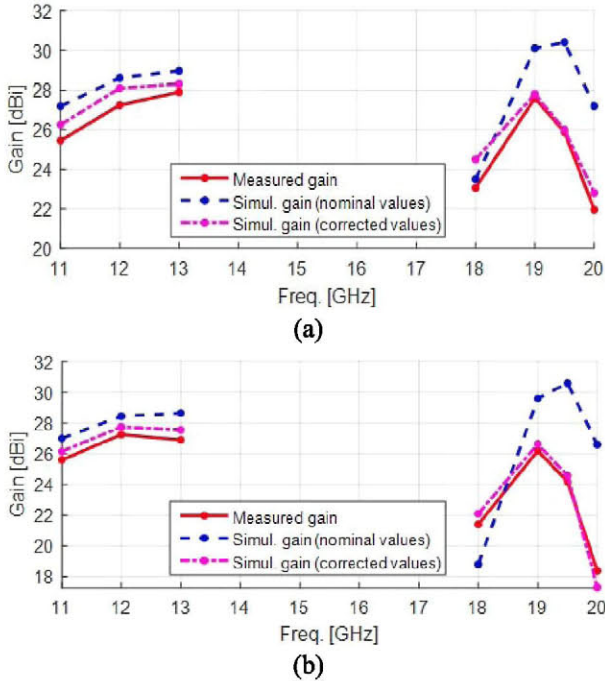 32
30
28
26
24
22
20
Gain [dBi]
Measured gain
Simul. gain (nominal values)
Simul. gain (corrected values)
11 12 13 14 15 16 17 18 19 20
Freq. [GHz]
(a)
32
30
28
26
24
22
20
18
Gain [dBi]
Measured gain
Simul. gain (nominal values)
Simul. gain (corrected values)
11 12 13 14 15 16 17 18 19 20
Freq. [GHz]
(b)